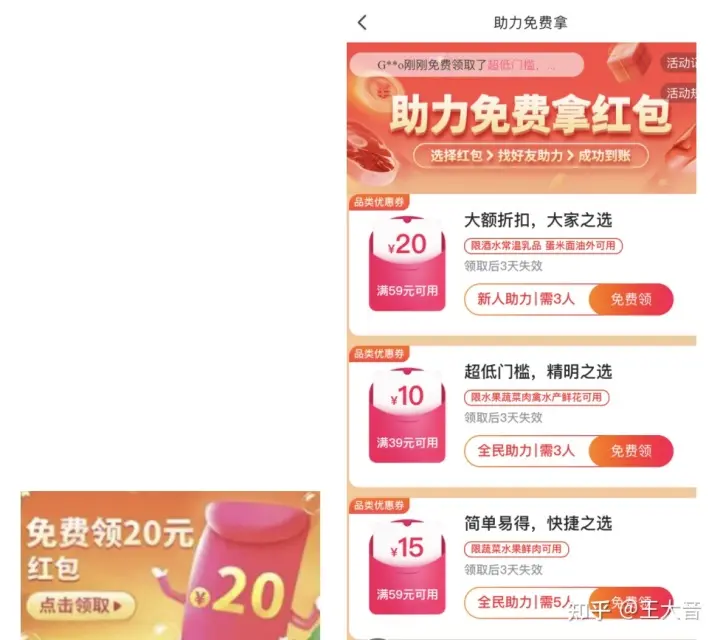 助力免费拿
G**o刚刚免费领取了超低门槛，...
活动记
活动规
助力免费拿红包
选择红包>找好友助力>成功到账
品类优惠券
¥20
满59元可用
大额折扣，大家之选
限酒水常温乳品 蛋米面油外可用
领取后3天失效
新人助力|需3人
免费领
品类优惠券
¥10
满39元可用
超低门槛，精明之选
限水果蔬菜肉禽水产鲜花可用
领取后3天失效
全民助力|需3人
免费领
品类优惠券
¥15
满59元可用
简单易得，快捷之选
限蔬菜水果鲜肉可用
领取后3天失效
全民助力|需5人
免费领
免费领20元
红包
点击领取
¥20
知乎 @王大音